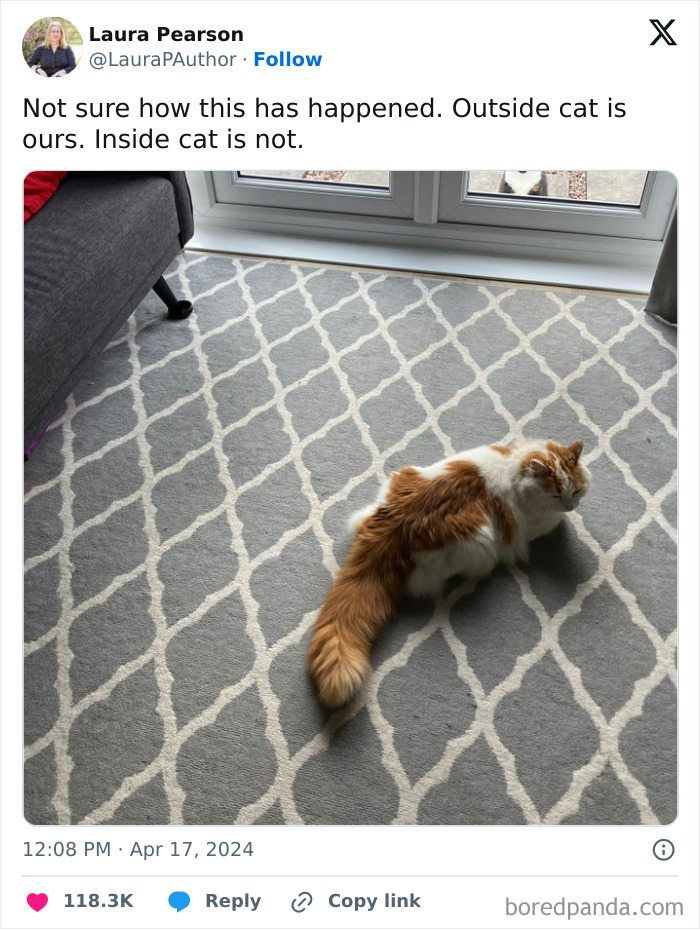 Laura Pearson
@LauraPAuthor · Follow
Not sure how this has happened. Outside cat is
ours. Inside cat is not.
12:08 PM · Apr 17, 2024
118.3K Reply Copy link
boredpanda.com